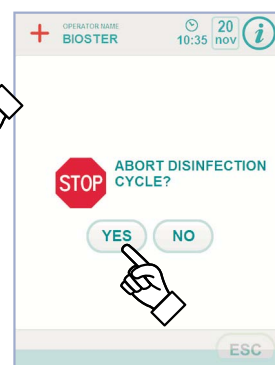 OPERATOR NAME
BIOSTER
10:35
20
nov
i
STOP
ABORT DISINFECTION
CYCLE?
YES
NO
ESC